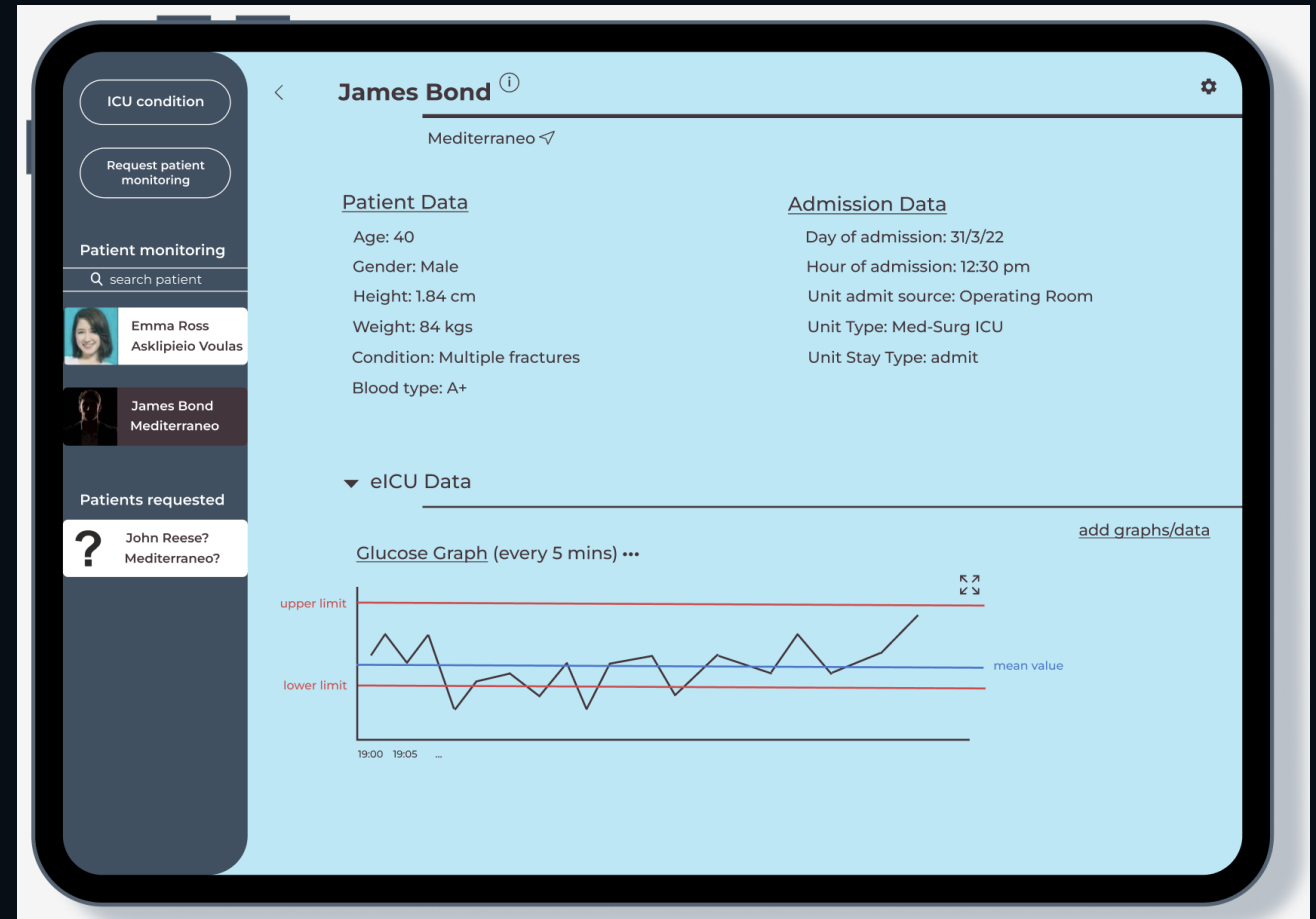 ICU condition
Request patient
monitoring
Patient monitoring
search patient
Emma Ross
Asklipieio Voulas
James Bond
Mediterraneo
Patients requested
?
John Reese?
Mediterraneo?
James Bond
Mediterraneo
Patient Data
Age: 40
Gender: Male
Height: 1.84 cm
Weight: 84 kgs
Condition: Multiple fractures
Blood type: A+
Admission Data
Day of admission: 31/3/22
Hour of admission: 12:30 pm
Unit admit source: Operating Room
Unit Type: Med-Surg ICU
Unit Stay Type: admit
eICU Data
add graphs/data
Glucose Graph (every 5 mins) •••
upper limit
mean value
lower limit
19:00 19:05 ...